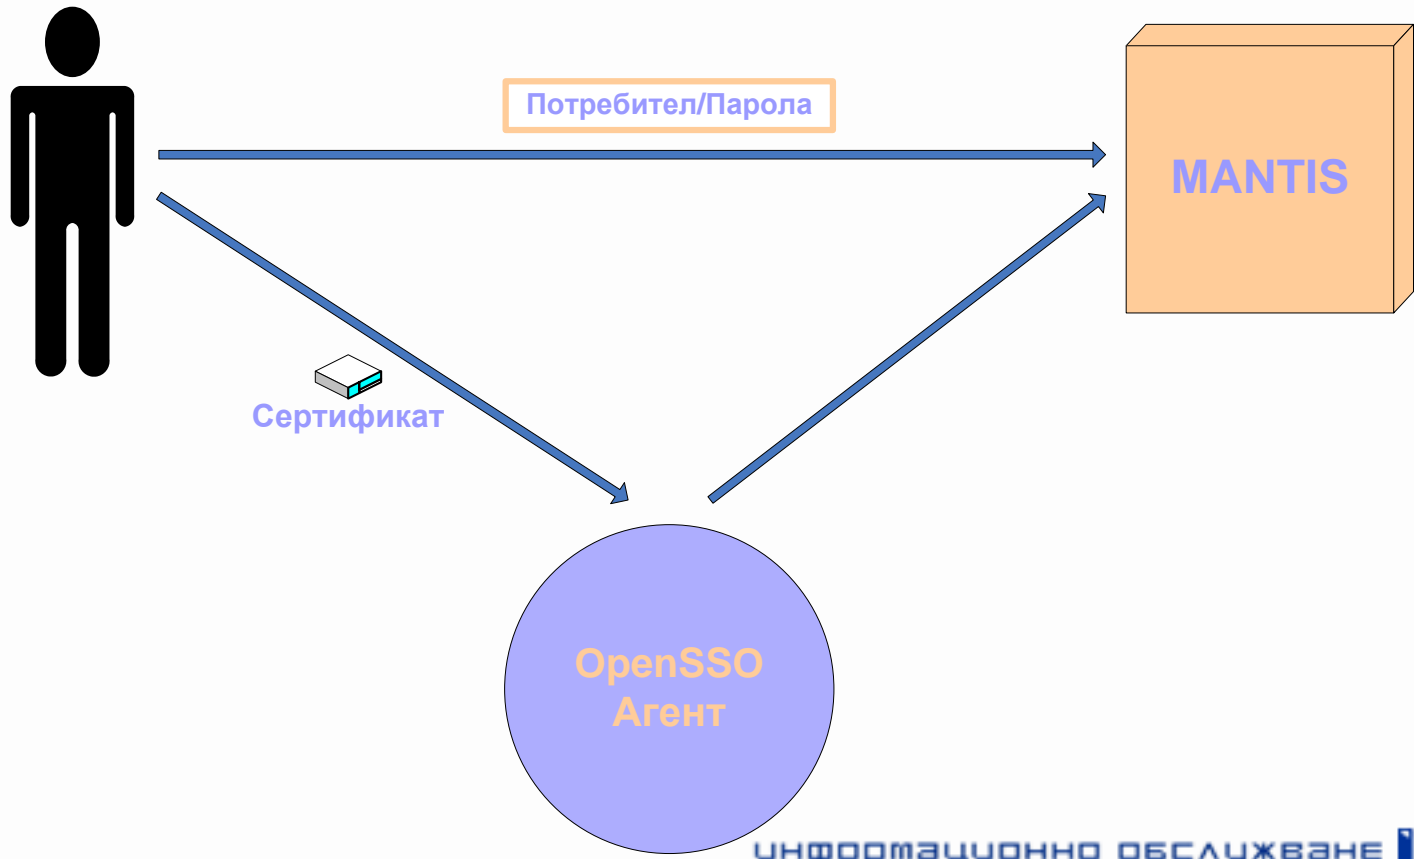 Потребител/Парола
MANTIS
Сертификат
OpenSSO
Агент
информационно обслужване